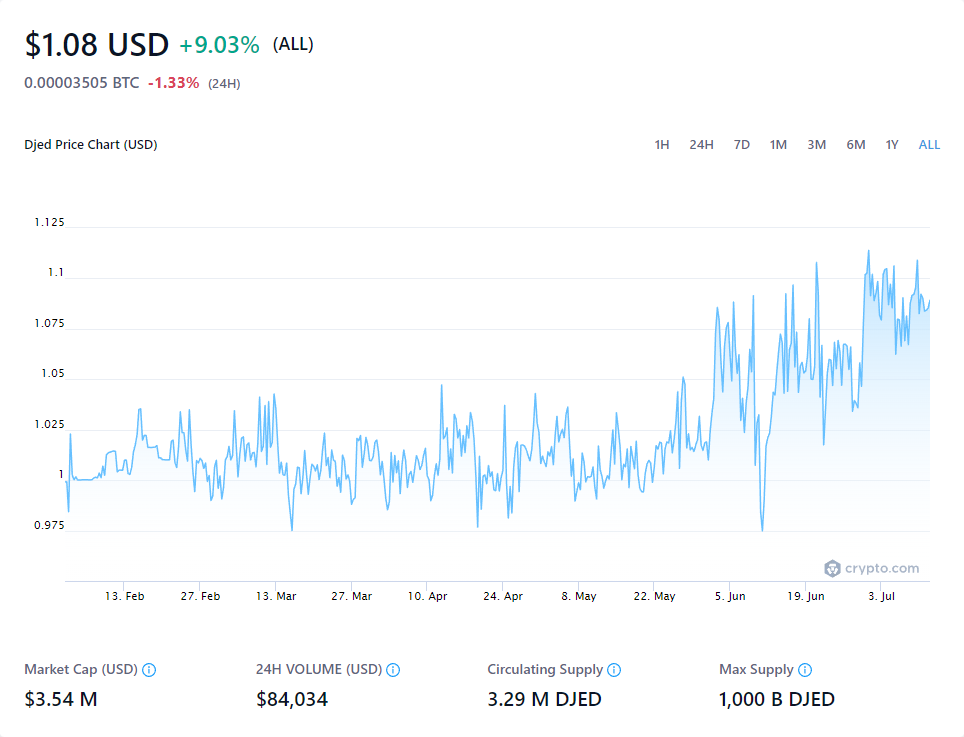 $1.08 USD +9.03% (ALL)
0.00003505 BTC -1.33% (24H)
Djed Price Chart (USD) 1H 24H 7D 1M 3M 6M 1Y ALL
1.125
1.1
1.075
1.05
1.025
1
0.975
crypto.com
13. Feb 27. Feb 13. Mar 27. Mar 10. Apr 24. Apr 8. May 22. May 5. Jun 19. Jun 3. Jul
Market Cap (USD) 24H VOLUME (USD) Circulating Supply Max Supply
$3.54 M $84,034 3.29 M DJED 1,000 B DJED